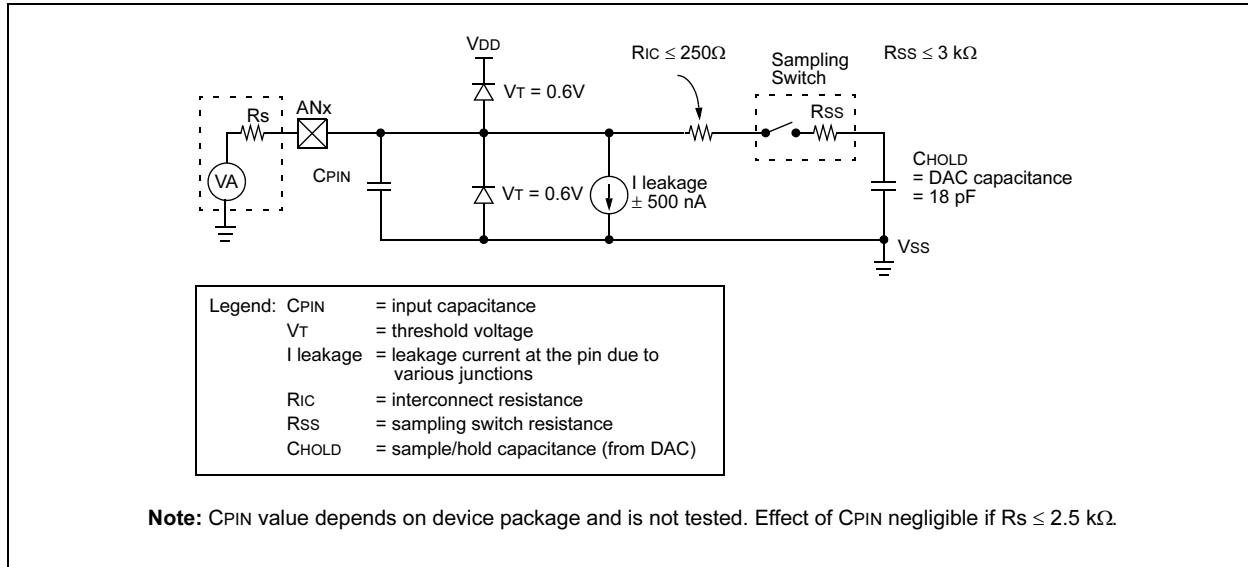 VDD
RIC ≤ 250Ω
Sampling
Switch
RSS ≤ 3 kΩ
VT = 0.6V
Rs
ANx
RSS
VA
CPIN
VT = 0.6V
I leakage
± 500 nA
CHOLD
= DAC capacitance
= 18 pF
VSS
Legend: CPIN = input capacitance
VT = threshold voltage
I leakage = leakage current at the pin due to
various junctions
RIC = interconnect resistance
RSS = sampling switch resistance
CHOLD = sample/hold capacitance (from DAC)
Note: CPIN value depends on device package and is not tested. Effect of CPIN negligible if Rs ≤ 2.5 kΩ.